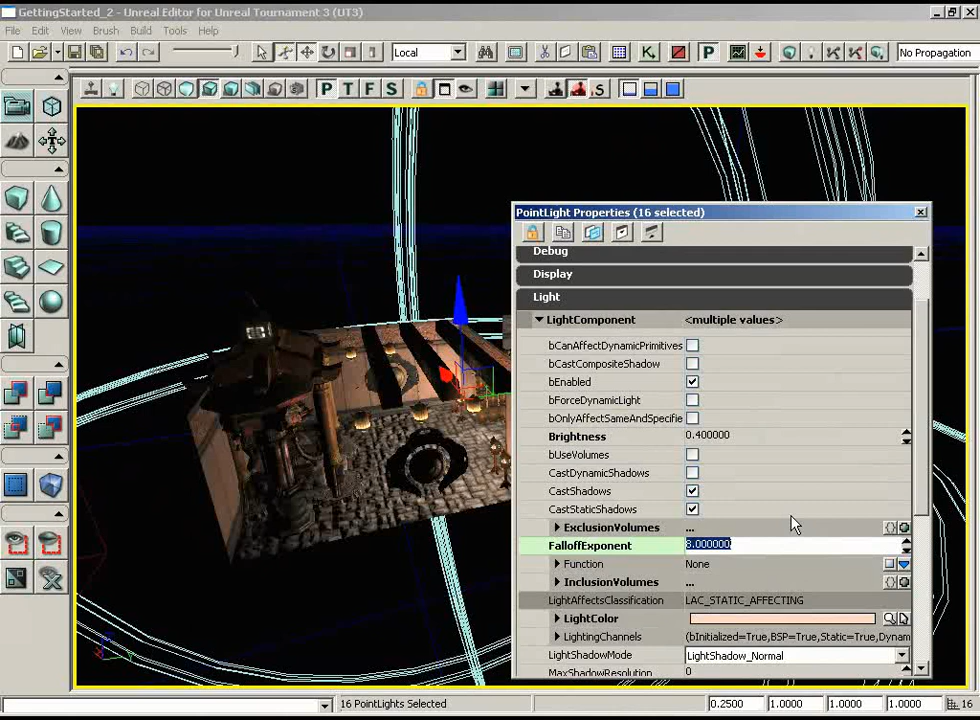 GettingStarted_2 - Unreal Editor for Unreal Tournament 3 (UT3)
File Edit View Brush Build Tools Help
Local P No Propagation
P T F S .S
PointLight Properties (16 selected)
Debug
Display
Light
LightComponent <multiple values>
bCanAffectDynamicPrimitives
bCastCompositeShadow
bEnabled
bForceDynamicLight
bOnlyAffectSameAndSpecifie
Brightness 0.400000
bUseVolumes
CastDynamicShadows
CastShadows
CastStaticShadows
ExclusionVolumes ...
FalloffExponent 8.000000
Function None
InclusionVolumes ...
LightAffectsClassification LAC_STATIC_AFFECTING
LightColor
LightingChannels (bInitialized=True,BSP=True,Static=True,Dynam
LightShadowMode LightShadow_Normal
MaxShadowResolution 0
16 PointLights Selected 0.2500 1.0000 1.0000 1.0000 16